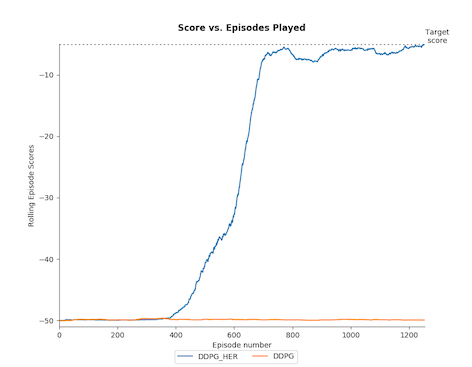 Score vs. Episodes Played
Target
score
−10
−20
−30
−40
−50
Rolling Episode Scores
0 200 400 600 800 1000 1200
Episode number
DDPG_HER DDPG